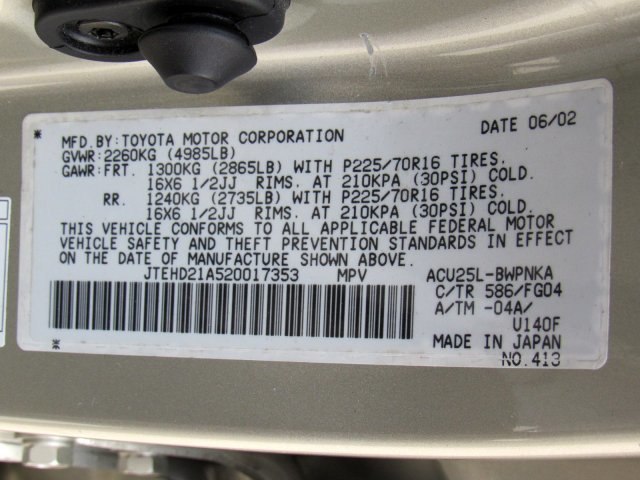 MFD.BY:TOYOTA MOTOR CORPORATION DATE 06/02
GVWR:2260KG (4985LB)
GAWR:FRT. 1300KG (2865LB) WITH P225/70R16 TIRES.
16X6 1/2JJ RIMS. AT 210KPA (30PSI) COLD.
RR. 1240KG (2735LB) WITH P225/70R16 TIRES.
16X6 1/2JJ RIMS. AT 210KPA (30PSI) COLD.
THIS VEHICLE CONFORMS TO ALL APPLICABLE FEDERAL MOTOR
VEHICLE SAFETY AND THEFT PREVENTION STANDARDS IN EFFECT
ON THE DATE OF MANUFACTURE SHOWN ABOVE.
JTEHD21A520017353 MPV ACU25L-BWPNKA
C/TR 586/FG04
A/TM -04A/
U140F
MADE IN JAPAN
NO.413